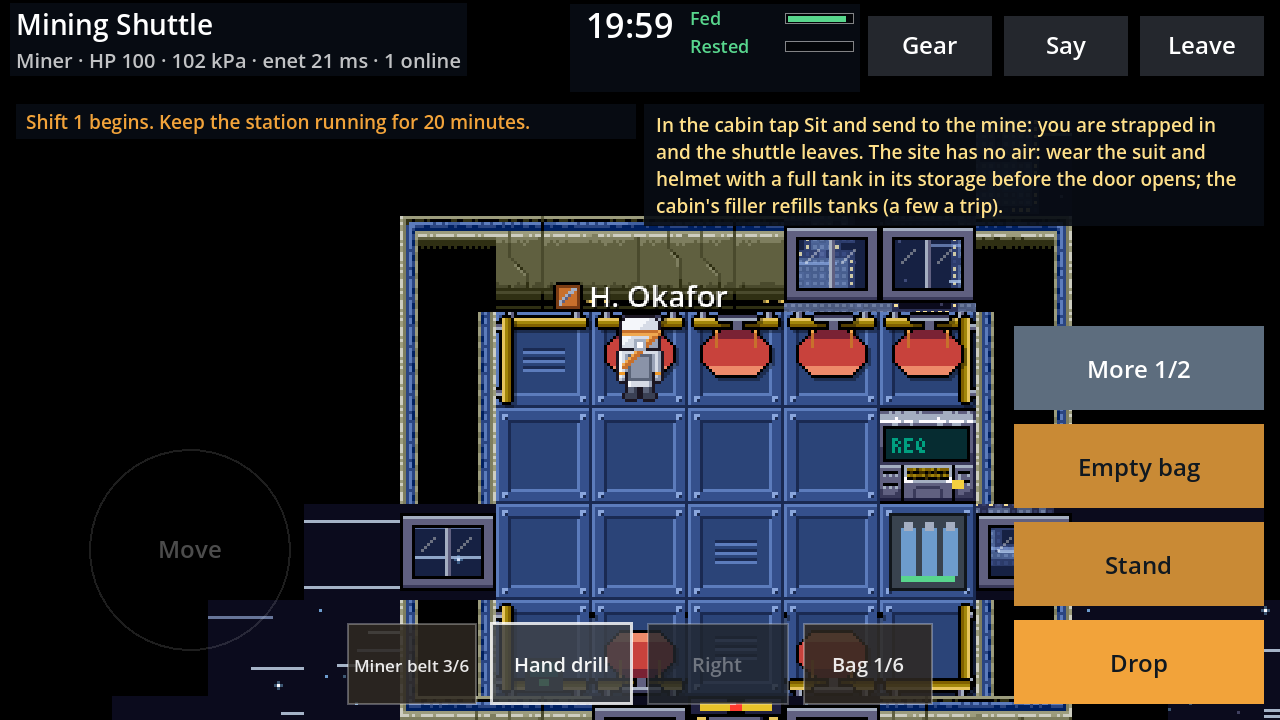 Mining Shuttle
Miner · HP 100 · 102 kPa · enet 21 ms · 1 online
19:59
Fed
Rested
Gear
Say
Leave
Shift 1 begins. Keep the station running for 20 minutes.
In the cabin tap Sit and send to the mine: you are strapped in
and the shuttle leaves. The site has no air: wear the suit and
helmet with a full tank in its storage before the door opens; the
cabin's filler refills tanks (a few a trip).
H. Okafor
More 1/2
REQ
Empty bag
Move
Stand
Miner belt 3/6
Hand drill
Right
Bag 1/6
Drop